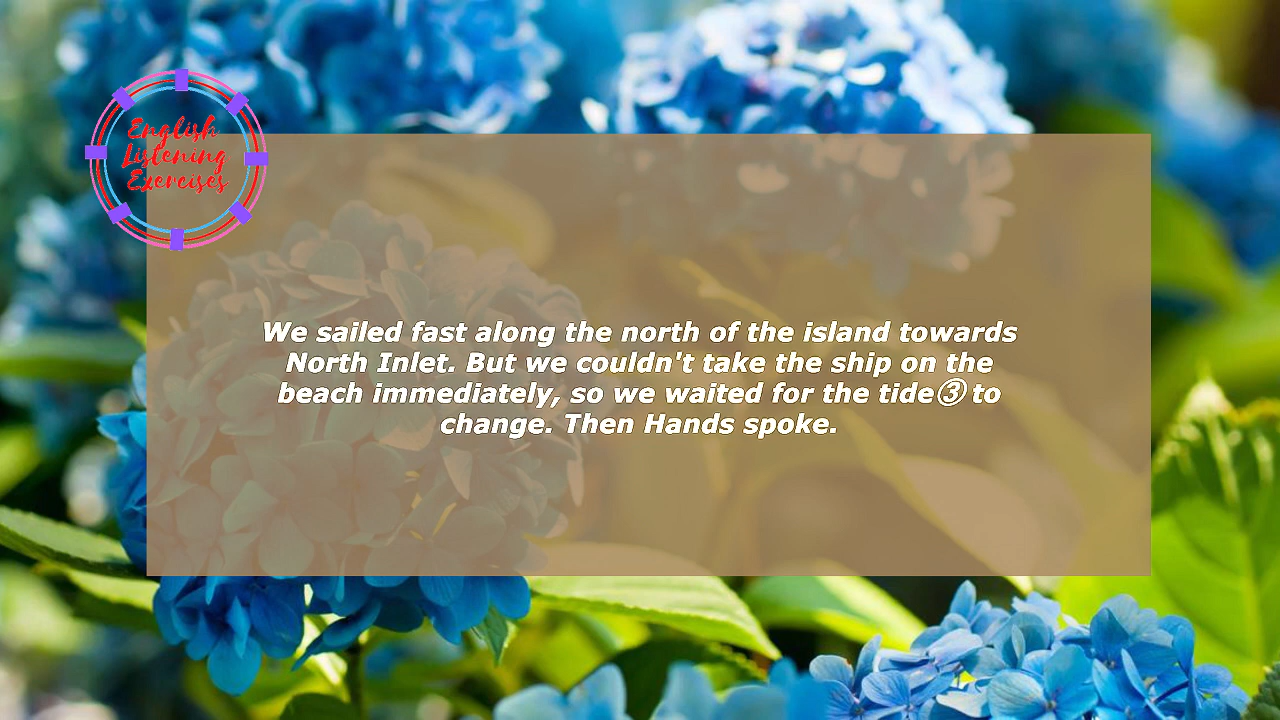 English
Listening
Exercises
We sailed fast along the north of the island towards
North Inlet. But we couldn't take the ship on the
beach immediately, so we waited for the tide③ to
change. Then Hands spoke.